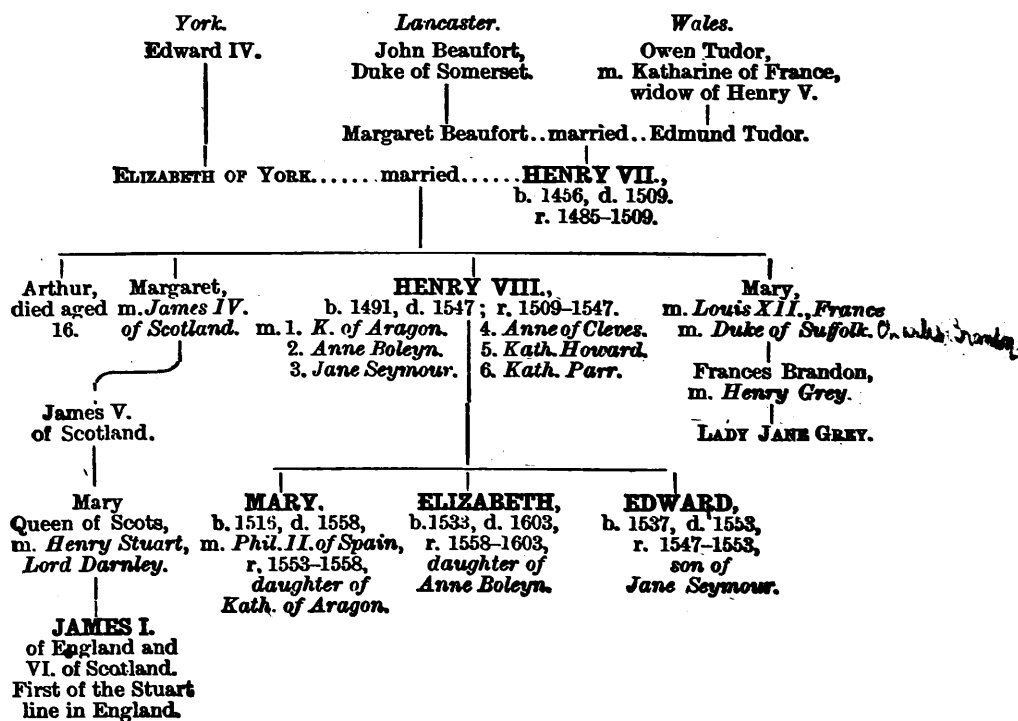 York.
Edward IV.
Lancaster.
John Beaufort,
Duke of Somerset.
Wales.
Owen Tudor,
m. Katharine of France,
widow of Henry V.
Margaret Beaufort..married..Edmund Tudor.
ELIZABETH OF YORK......married......HENRY VII.,
b. 1456, d. 1509.
r. 1485–1509.
Arthur,
died aged
16.
Margaret,
m. James IV.
of Scotland.
HENRY VIII.,
b. 1491, d. 1547; r. 1509–1547.
m. 1. K. of Aragon. 4. Anne of Cleves.
2. Anne Boleyn. 5. Kath. Howard.
3. Jane Seymour. 6. Kath. Parr.
Mary,
m. Louis XII., France
m. Duke of Suffolk. Charles Brandon
Frances Brandon,
m. Henry Grey.
LADY JANE GREY.
James V.
of Scotland.
Mary
Queen of Scots,
m. Henry Stuart,
Lord Darnley.
MARY.
b. 1516, d. 1558,
m. Phil. II. of Spain,
r. 1553–1558,
daughter of
Kath. of Aragon.
ELIZABETH,
b. 1533, d. 1603,
r. 1558–1603,
daughter of
Anne Boleyn.
EDWARD,
b. 1537, d. 1553,
r. 1547–1553,
son of
Jane Seymour.
JAMES I.
of England and
VI. of Scotland.
First of the Stuart
line in England.